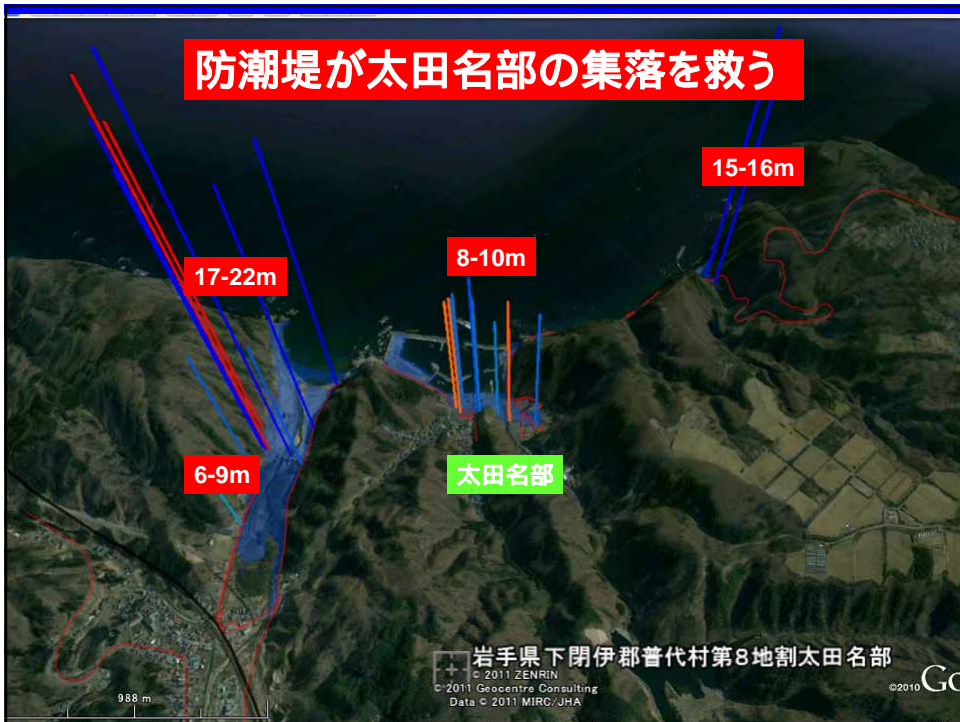 防潮堤が太田名部の集落を救う
15-16m
8-10m
17-22m
6-9m
太田名部
岩手県下閉伊郡普代村第8地割太田名部
© 2011 ZENRIN
© 2011 Geocentre Consulting
Data © 2011 MIRC/JHA
988 m
©2010 Go